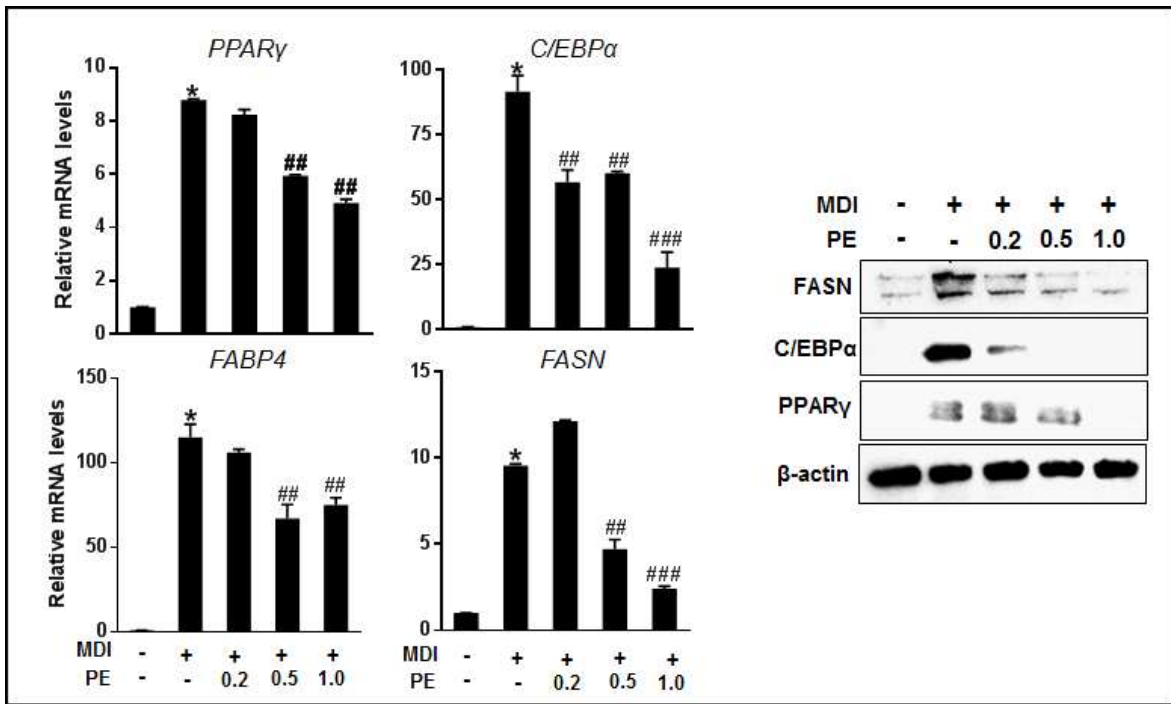 PPARγ
Relative mRNA levels
10
8
6
4
2
0
*
##
##
C/EBPα
100
75
50
25
0
*
##
##
###
FABP4
Relative mRNA levels
150
100
50
0
*
##
##
MDI - + + + +
PE - - 0.2 0.5 1.0
FASN
15
10
5
0
*
##
###
MDI - + + + +
PE - - 0.2 0.5 1.0
MDI - + + + +
PE - - 0.2 0.5 1.0
FASN
C/EBPα
PPARγ
β-actin